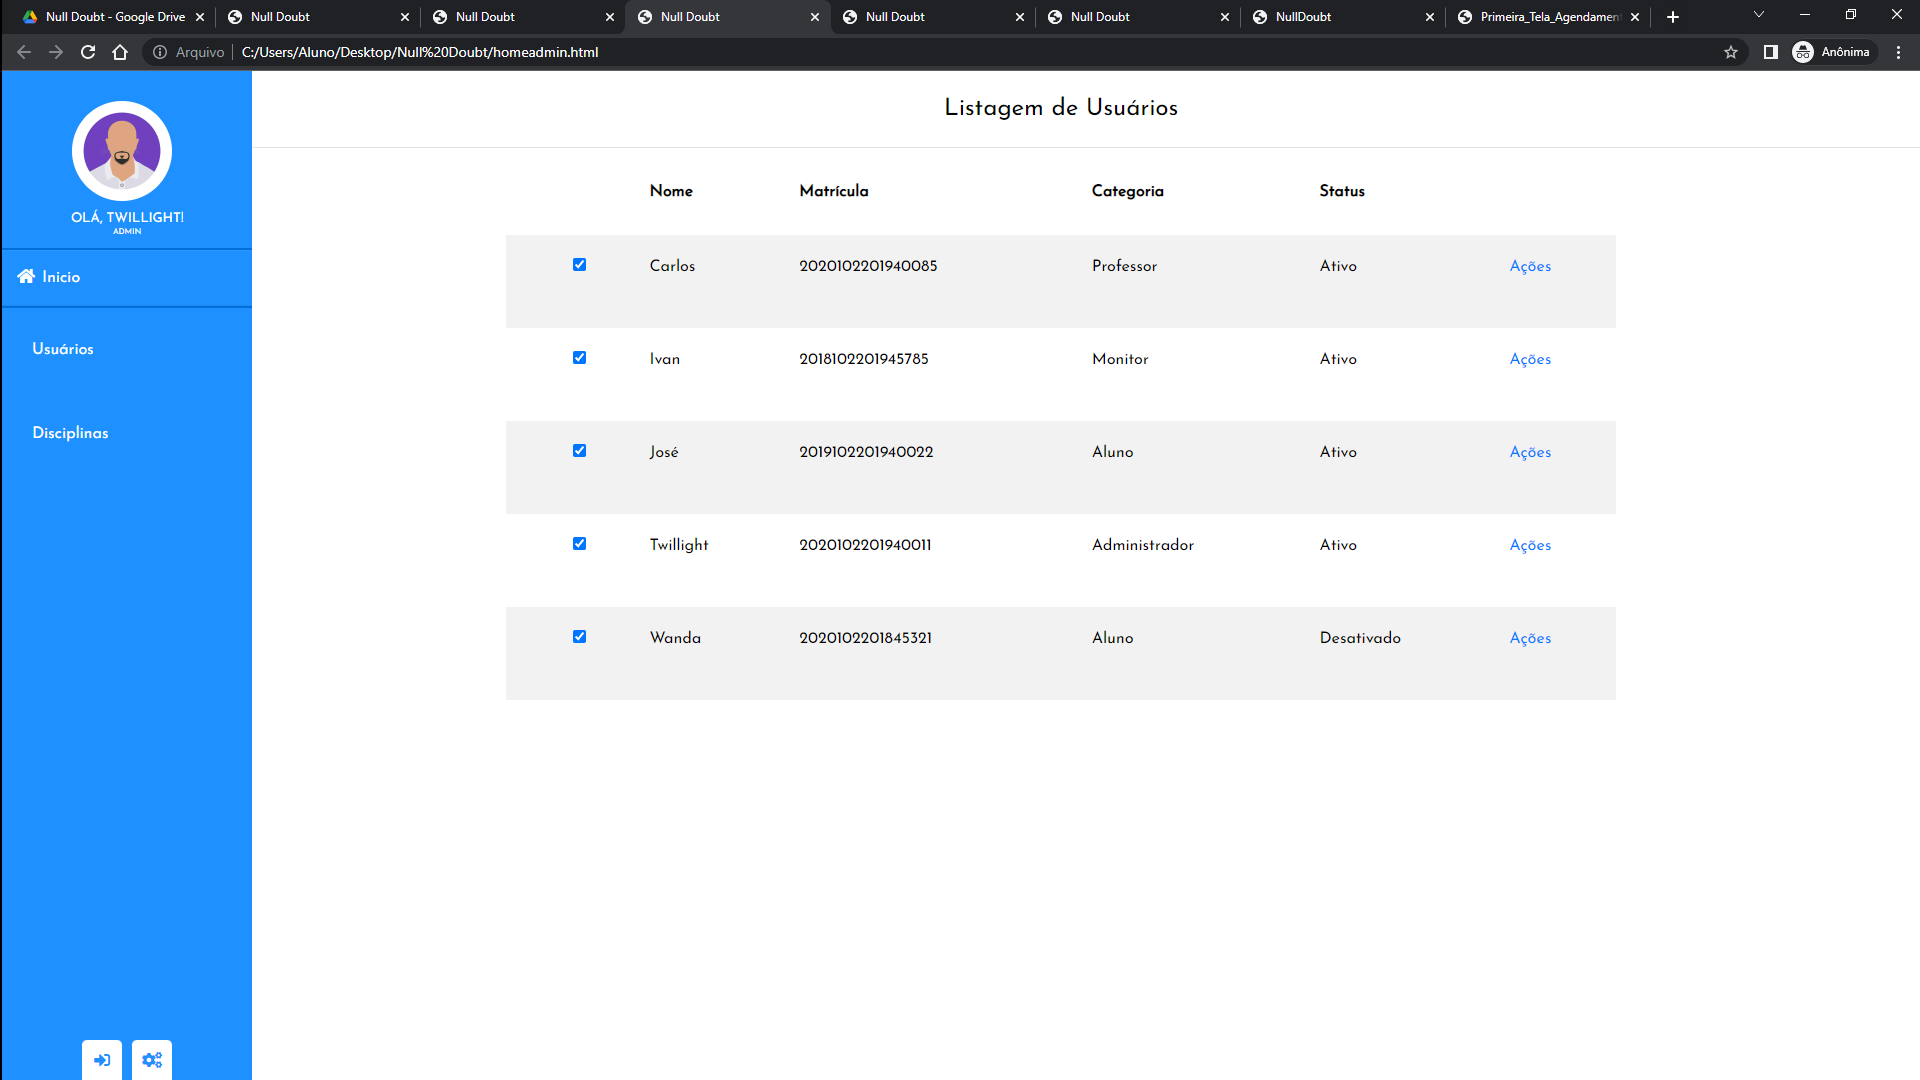 Null Doubt - Google Drive
Null Doubt
Null Doubt
Null Doubt
Null Doubt
Null Doubt
NullDoubt
Primeira_Tela_Agendamen
Arquivo C:/Users/Aluno/Desktop/Null%20Doubt/homeadmin.html Anônima
OLÁ, TWILLIGHT!
ADMIN
Inicio
Usuários
Disciplinas
Listagem de Usuários
Nome Matrícula Categoria Status
Carlos 2020102201940085 Professor Ativo Ações
Ivan 2018102201945785 Monitor Ativo Ações
José 2019102201940022 Aluno Ativo Ações
Twillight 2020102201940011 Administrador Ativo Ações
Wanda 2020102201845321 Aluno Desativado Ações